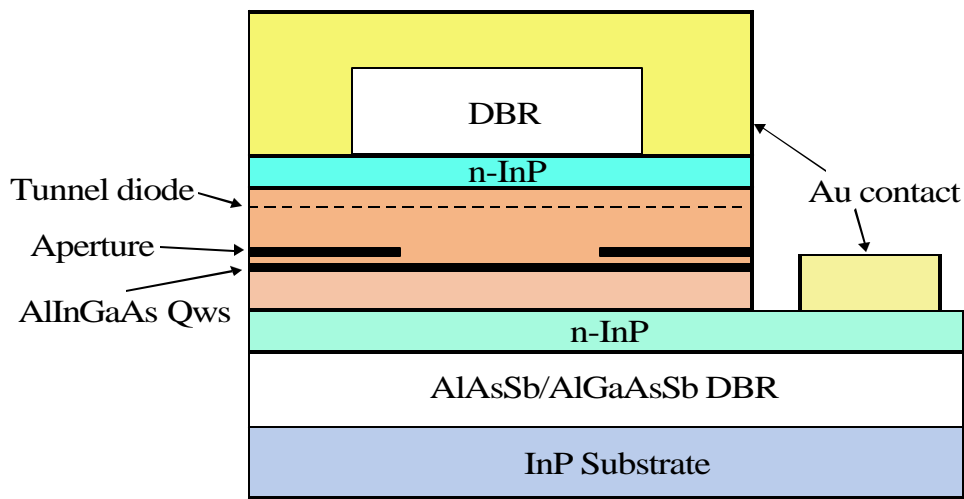 DBR
n-InP
Tunnel diode
Au contact
Aperture
AlInGaAs Qws
n-InP
AlAsSb/AlGaAsSb DBR
InP Substrate